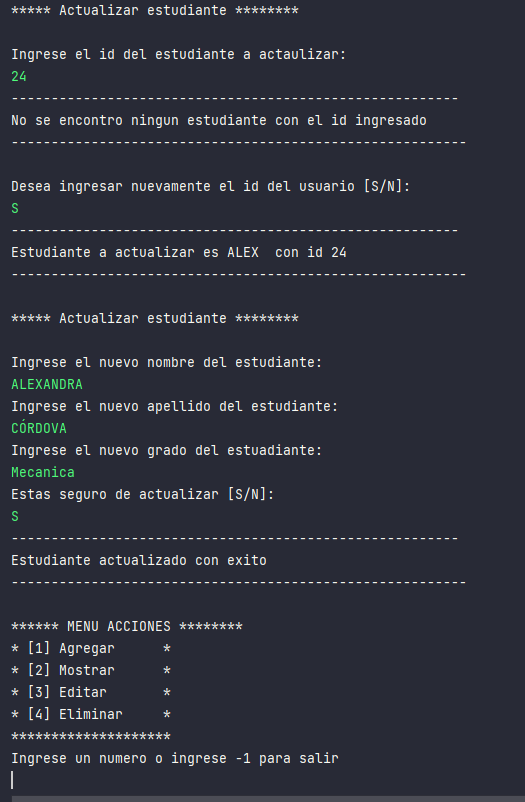 ***** Actualizar estudiante ********
Ingrese el id del estudiante a actaulizar:
24
--------------------------------------------------------
No se encontro ningun estudiante con el id ingresado
---------------------------------------------------------
Desea ingresar nuevamente el id del usuario [S/N]:
S
--------------------------------------------------------
Estudiante a actualizar es ALEX  con id 24
---------------------------------------------------------
***** Actualizar estudiante ********
Ingrese el nuevo nombre del estudiante:
ALEXANDRA
Ingrese el nuevo apellido del estudiante:
CÓRDOVA
Ingrese el nuevo grado del estuadiante:
Mecanica
Estas seguro de actualizar [S/N]:
S
--------------------------------------------------------
Estudiante actualizado con exito
---------------------------------------------------------
****** MENU ACCIONES ********
* [1] Agregar      *
* [2] Mostrar      *
* [3] Editar       *
* [4] Eliminar     *
********************
Ingrese un numero o ingrese -1 para salir